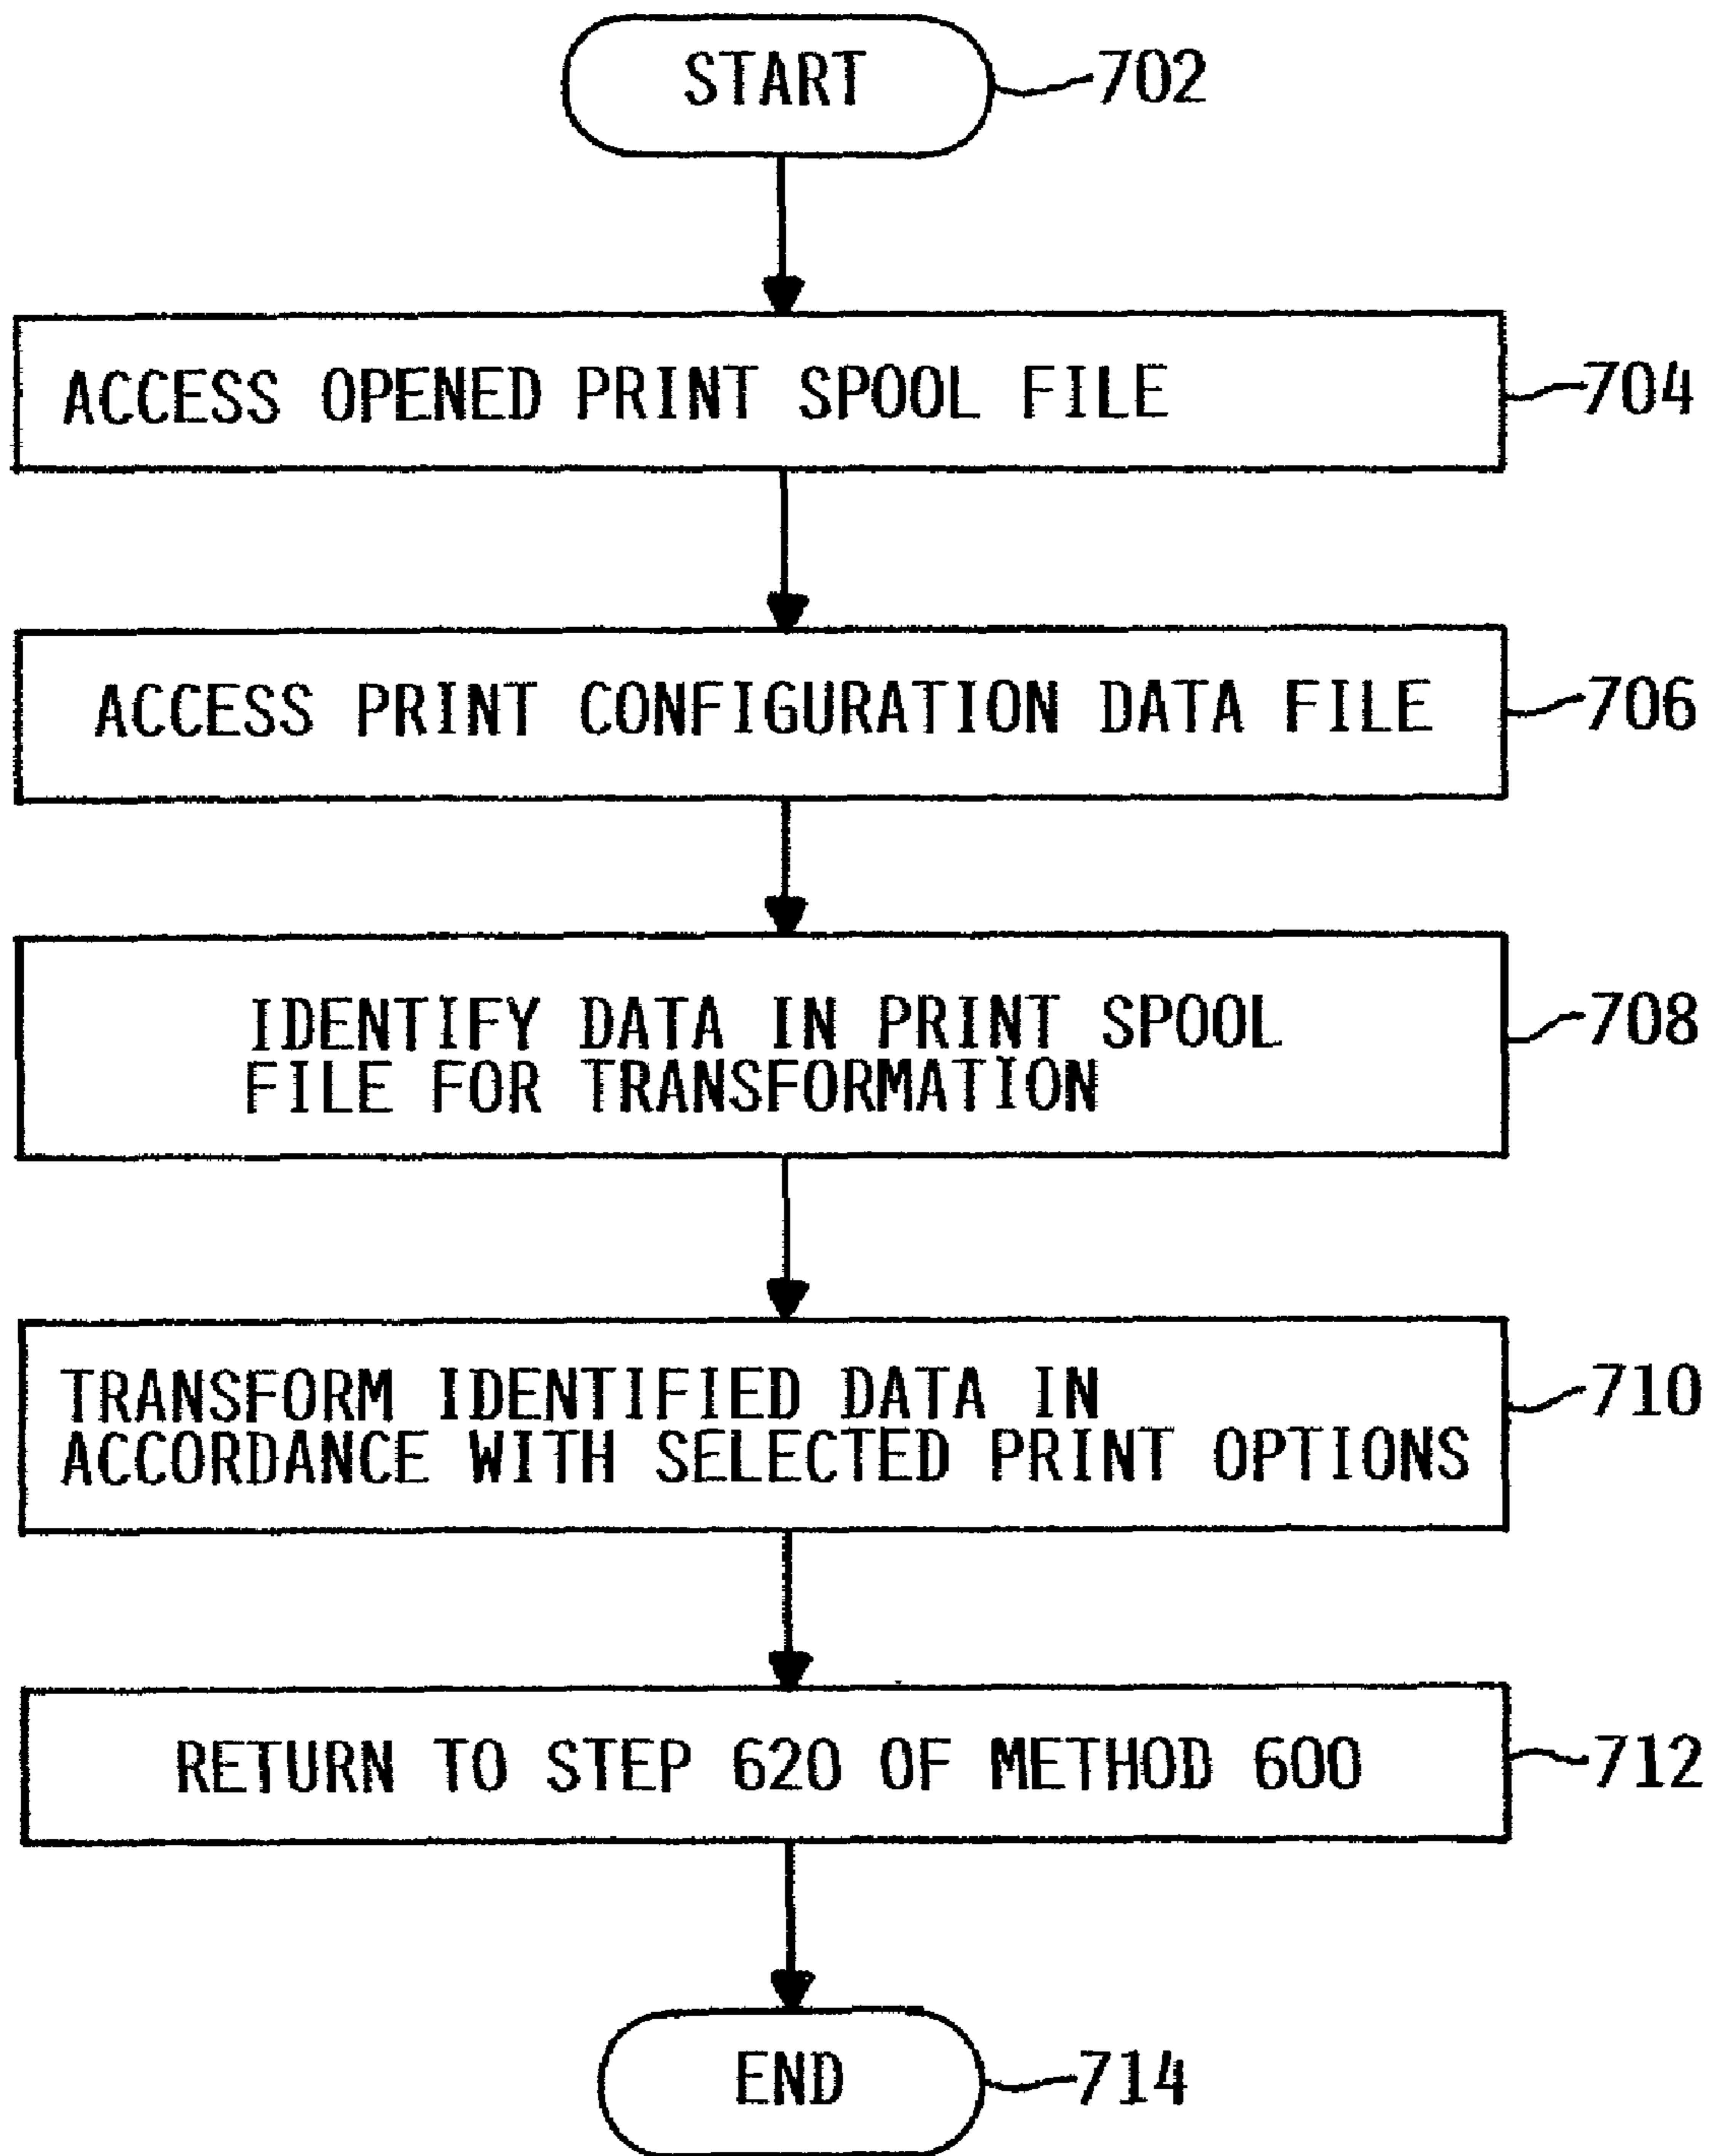 START
702
ACCESS OPENED PRINT SPOOL FILE
704
ACCESS PRINT CONFIGURATION DATA FILE
706
IDENTIFY DATA IN PRINT SPOOL
FILE FOR TRANSFORMATION
708
TRANSFORM IDENTIFIED DATA IN
ACCORDANCE WITH SELECTED PRINT OPTIONS
710
RETURN TO STEP 620 OF METHOD 600
712
END
714